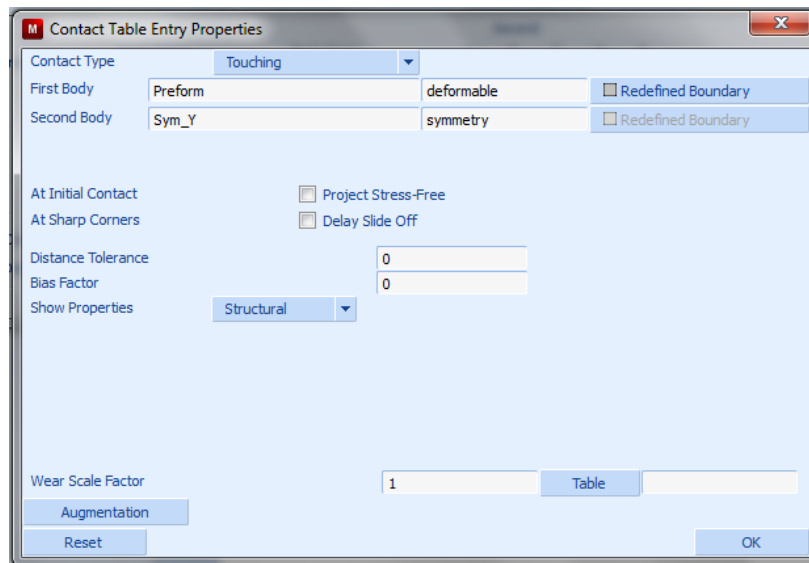 M Contact Table Entry Properties
Contact Type Touching
First Body Preform deformable Redefined Boundary
Second Body Sym_Y symmetry Redefined Boundary
At Initial Contact Project Stress-Free
At Sharp Corners Delay Slide Off
Distance Tolerance 0
Bias Factor 0
Show Properties Structural
Wear Scale Factor 1 Table
Augmentation
Reset OK